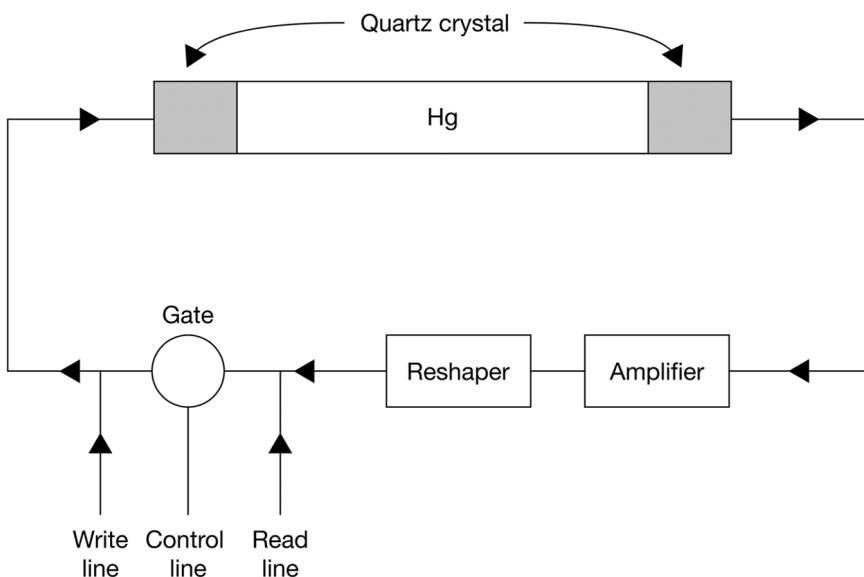 Quartz crystal
Hg
Gate
Reshaper
Amplifier
Write
line
Control
line
Read
line